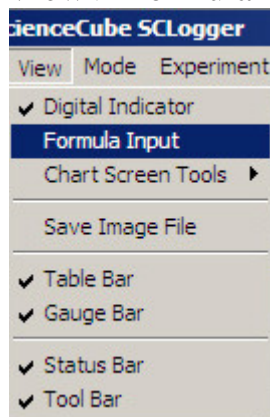 cienceCube SCLogger
View Mode Experiment
Digital Indicator
Formula Input
Chart Screen Tools
Save Image File
Table Bar
Gauge Bar
Status Bar
Tool Bar